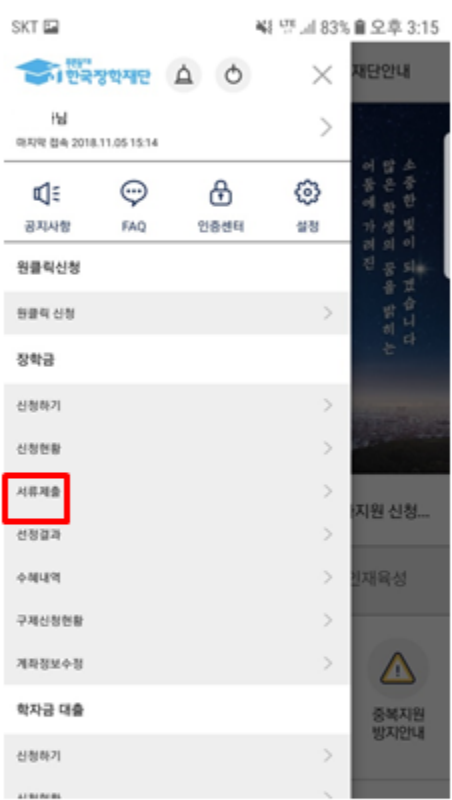 SKT
LTE 83% 오후 3:15
한국장학재단
재단안내
님
마지막 접속 2018.11.05 15:14
공지사항
FAQ
인증센터
설정
원클릭신청
원클릭 신청
장학금
신청하기
신청현황
서류제출
선정결과
수혜내역
구제신청현황
계좌정보수정
학자금 대출
신청하기
신청현황
소중한 빛이 되겠습니다
많은 학생의 꿈을 밝히는
어둠에 가려진
지원 신청...
인재육성
중복지원
방지안내